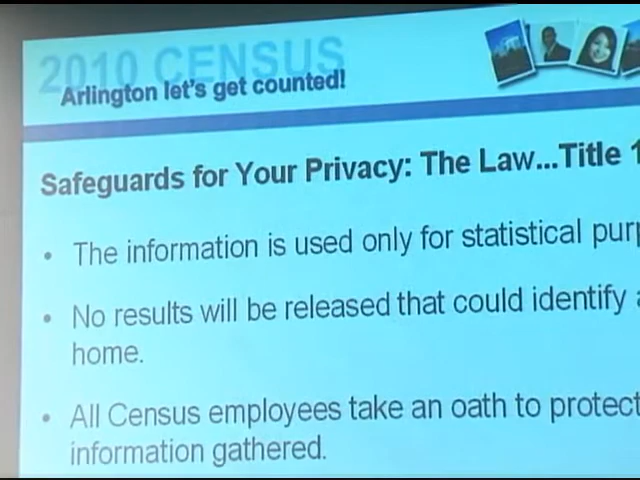 2010 CENSUS
Arlington let's get counted!
Safeguards for Your Privacy: The Law...Title 1
• The information is used only for statistical pur
• No results will be released that could identify
home.
• All Census employees take an oath to protect
information gathered.